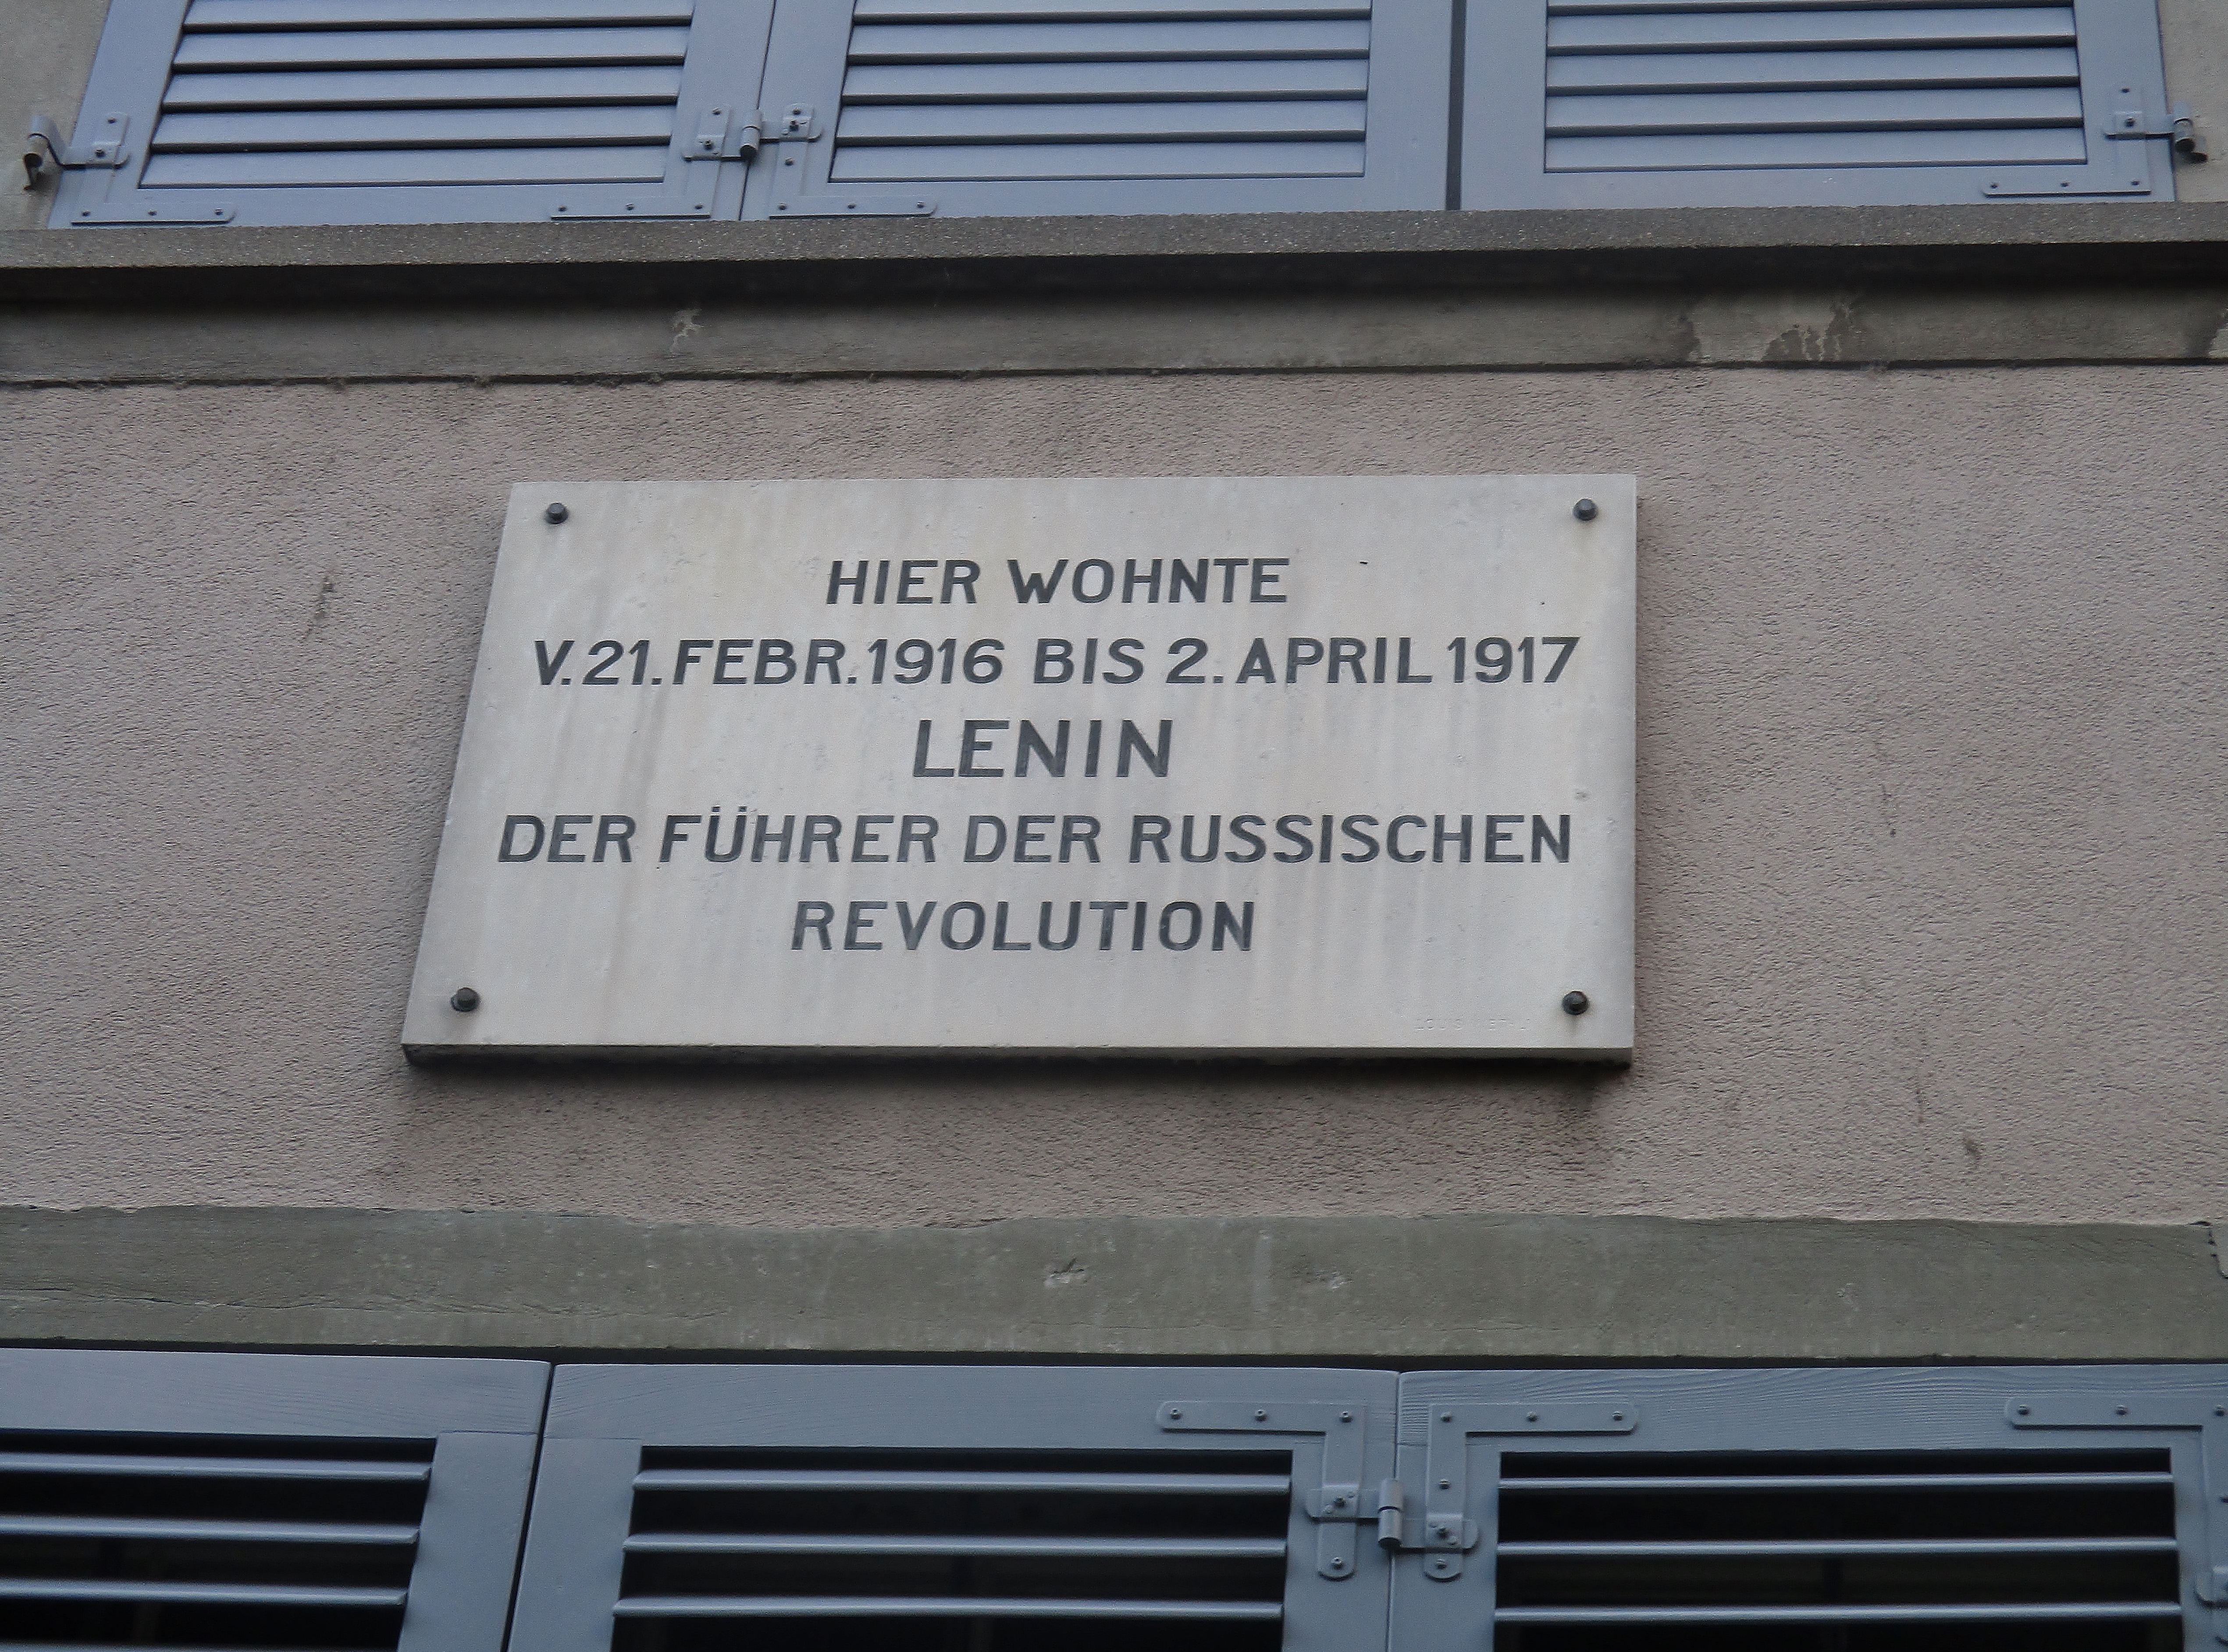 HIER WOHNTE
V. 21. FEBR. 1916 BIS 2. APRIL 1917
LENIN
DER FÜHRER DER RUSSISCHEN
REVOLUTION